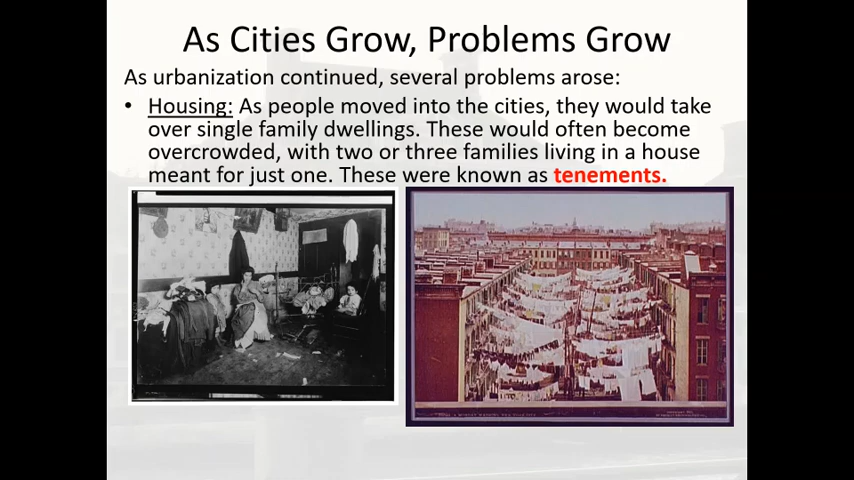 As Cities Grow, Problems Grow
As urbanization continued, several problems arose:
• Housing: As people moved into the cities, they would take
over single family dwellings. These would often become
overcrowded, with two or three families living in a house
meant for just one. These were known as tenements.